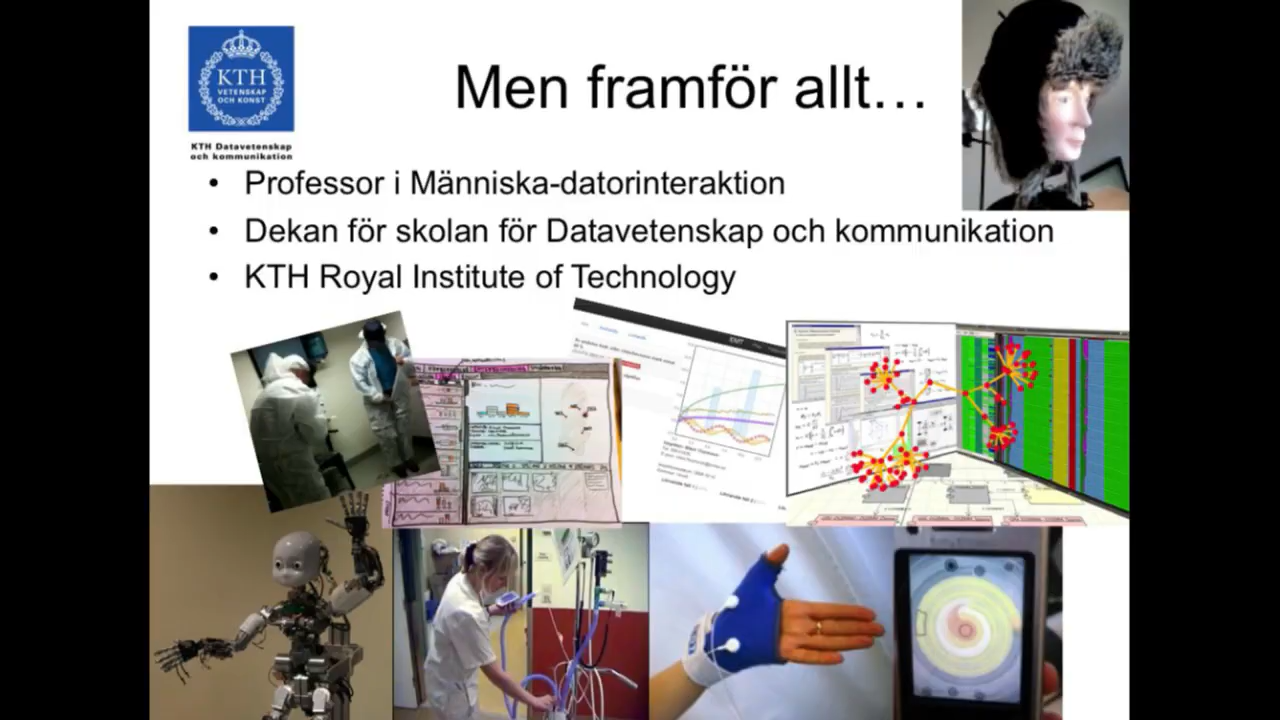 KTH
VETENSKAP
OCH KONST
KTH Datavetenskap
och kommunikation
Men framför allt...
• Professor i Människa-datorinteraktion
• Dekan för skolan för Datavetenskap och kommunikation
• KTH Royal Institute of Technology